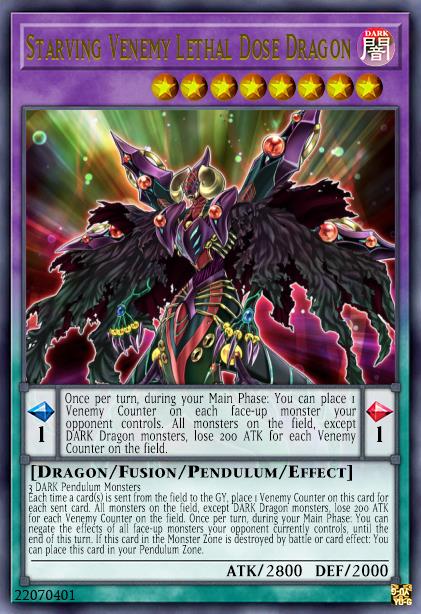 Starving Venemy Lethal Dose Dragon
DARK
闇
Once per turn, during your Main Phase: You can place 1
Venemy Counter on each face-up monster your
opponent controls. All monsters on the field, except
DARK Dragon monsters, lose 200 ATK for each Venemy
Counter on the field.
1
1
[Dragon/Fusion/Pendulum/Effect]
3 DARK Pendulum Monsters
Each time a card(s) is sent from the field to the GY, place 1 Venemy Counter on this card for
each sent card. All monsters on the field, except DARK Dragon monsters, lose 200 ATK
for each Venemy Counter on the field. Once per turn, during your Main Phase: You can
negate the effects of all face-up monsters your opponent currently controls, until the
end of this turn. If this card in the Monster Zone is destroyed by battle or card effect: You
can place this card in your Pendulum Zone.
ATK/2800 DEF/2000
22070401